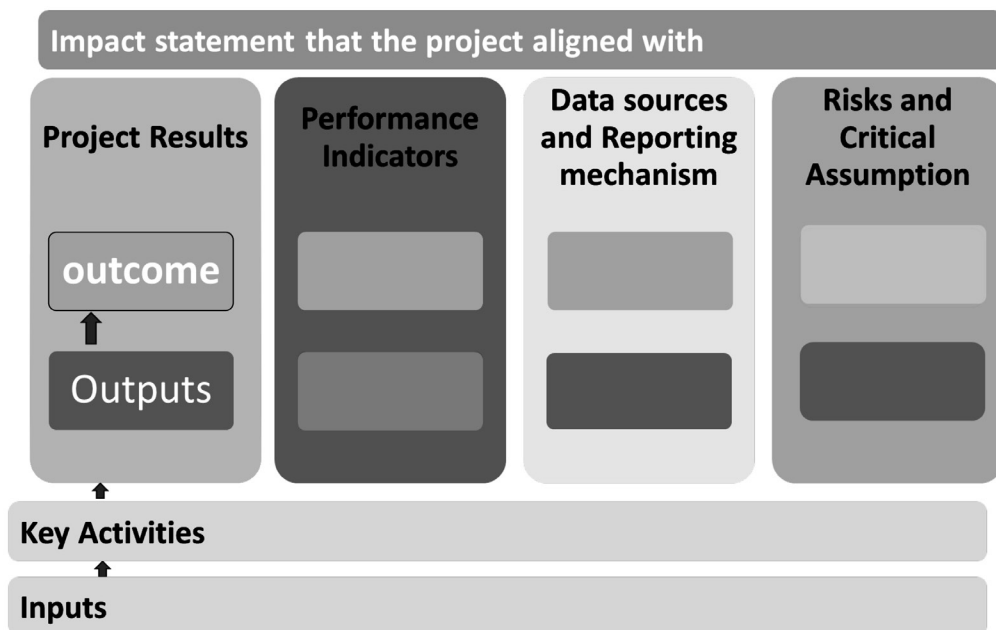 Impact statement that the project aligned with
Project Results
Performance
Indicators
Data sources
and Reporting
mechanism
Risks and
Critical
Assumption
outcome
Outputs
Key Activities
Inputs